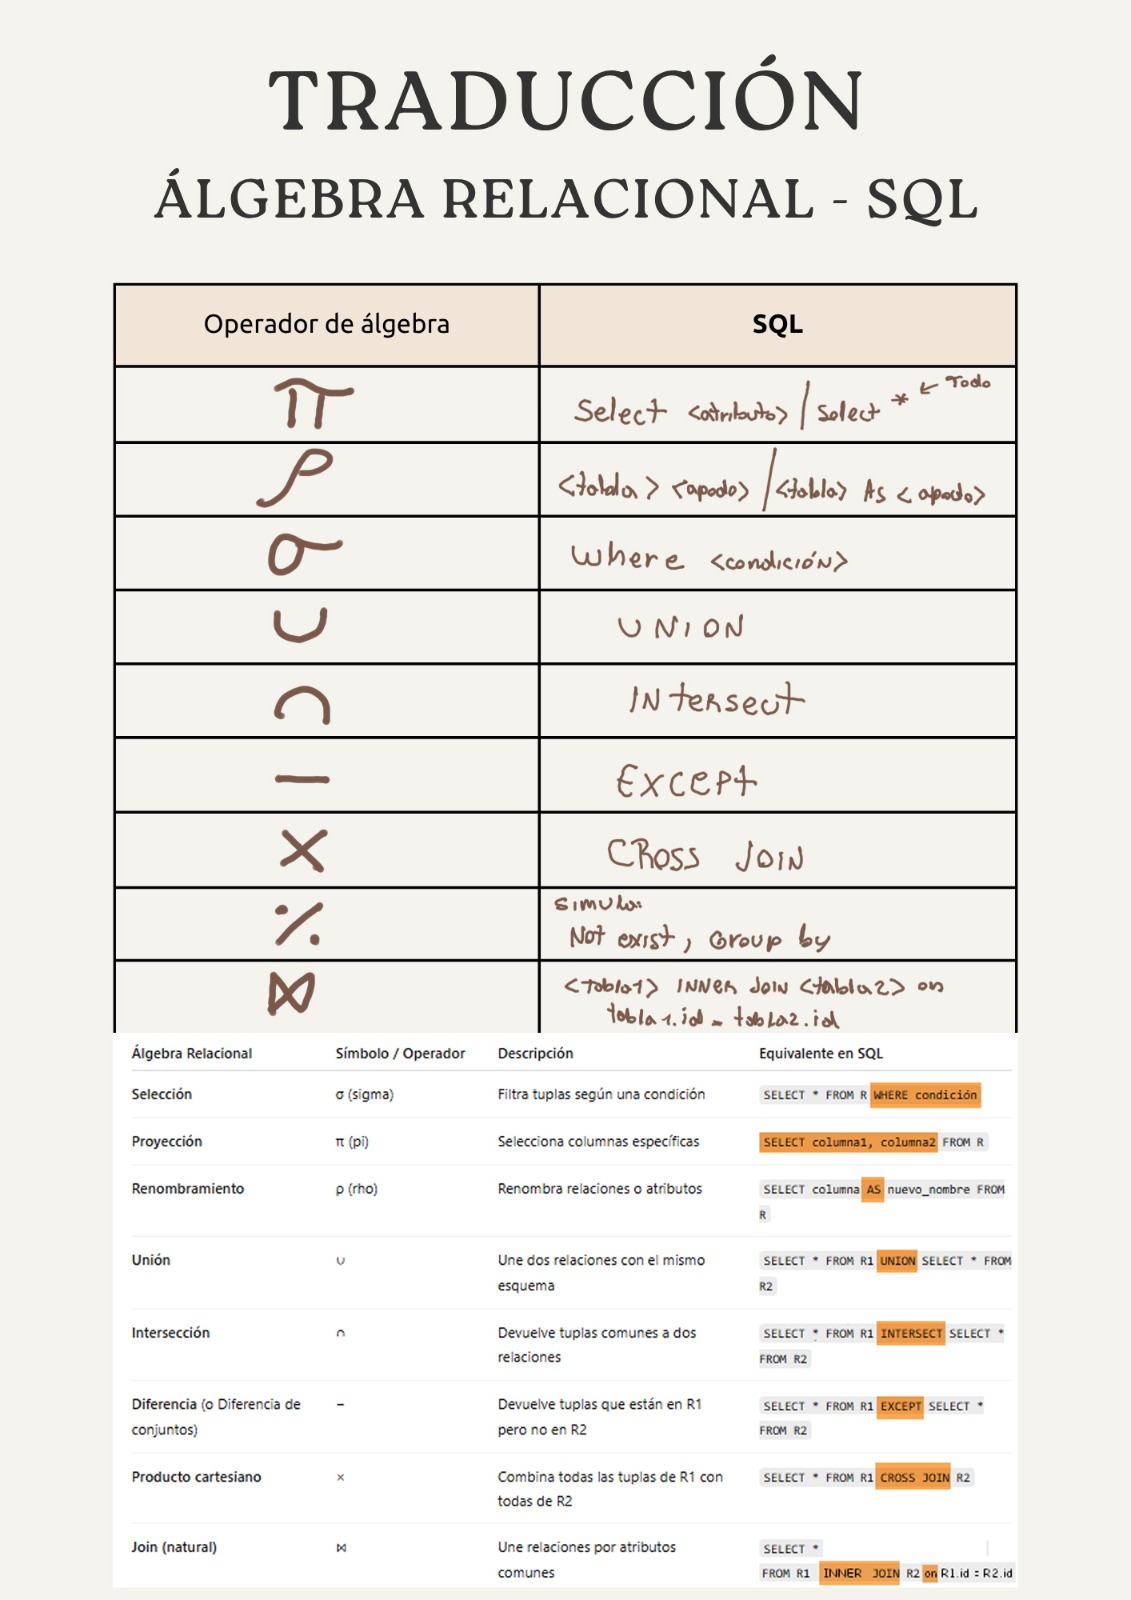 TRADUCCIÓN
ÁLGEBRA RELACIONAL - SQL
Operador de álgebra SQL
π Select <atributo> / Select * ← Todo
ρ <tabla> <apodo> / <tabla> As <apodo>
σ where <condición>
∪ UNION
∩ INtersect
— Except
× CRoss JOIN
٪ simular
Not exist, Group by
⋈ <tabla1> INNer Join <tabla2> on
tabla1.id = tabla2.id
Álgebra Relacional Símbolo / Operador Descripción Equivalente en SQL
Selección σ (sigma) Filtra tuplas según una condición SELECT * FROM R WHERE condición
Proyección π (pi) Selecciona columnas específicas SELECT columna1, columna2 FROM R
Renombramiento ρ (rho) Renombra relaciones o atributos SELECT columna AS nuevo_nombre FROM
R
Unión ∪ Une dos relaciones con el mismo SELECT * FROM R1 UNION SELECT * FROM
esquema R2
Intersección ∩ Devuelve tuplas comunes a dos SELECT * FROM R1 INTERSECT SELECT *
relaciones FROM R2
Diferencia (o Diferencia de − Devuelve tuplas que están en R1 SELECT * FROM R1 EXCEPT SELECT *
conjuntos) pero no en R2 FROM R2
Producto cartesiano × Combina todas las tuplas de R1 con SELECT * FROM R1 CROSS JOIN R2
todas de R2
Join (natural) ⋈ Une relaciones por atributos SELECT *
comunes FROM R1 INNER JOIN R2 on R1.id = R2.id